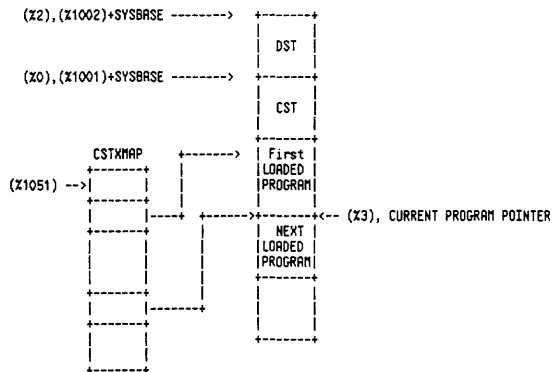 (%2),(%1002)+SYSBASE
DST
(%0),(%1001)+SYSBASE
CST
CSTXMAP
First
LOADED
PROGRAM
(%1051)
(%3), CURRENT PROGRAM POINTER
NEXT
LOADED
PROGRAM